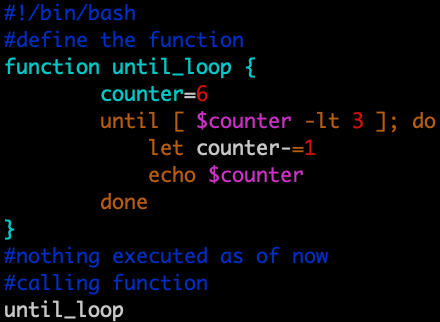 #!/bin/bash
#define the function
function until_loop {
        counter=6
        until [ $counter -lt 3 ]; do
            let counter-=1
            echo $counter
        done
}
#nothing executed as of now
#calling function
until_loop